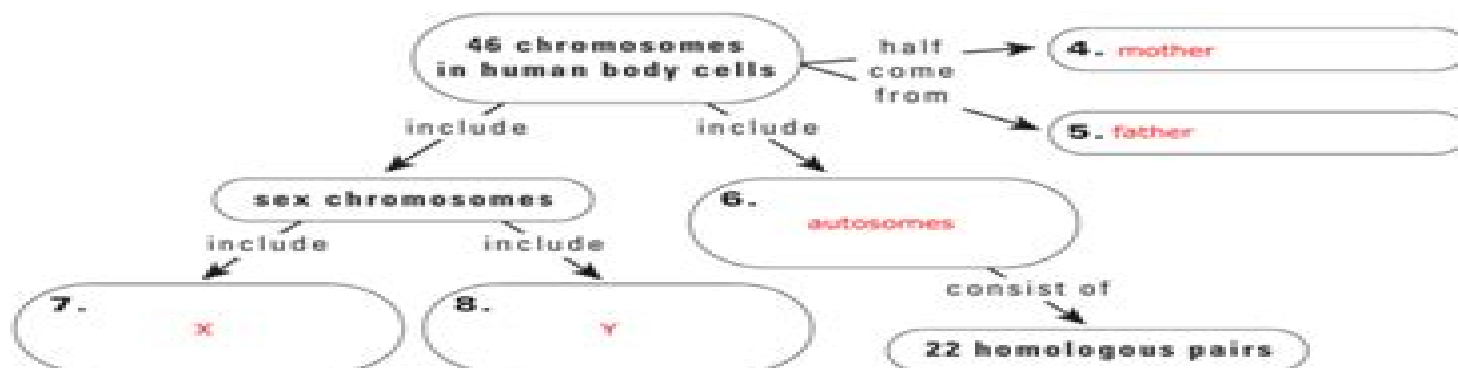 46 chromosomes
in human body cells
half
come
from
4. mother
5. father
include
include
sex chromosomes
6.
autosomes
include
include
consist of
7.
X
8.
Y
22 homologous pairs